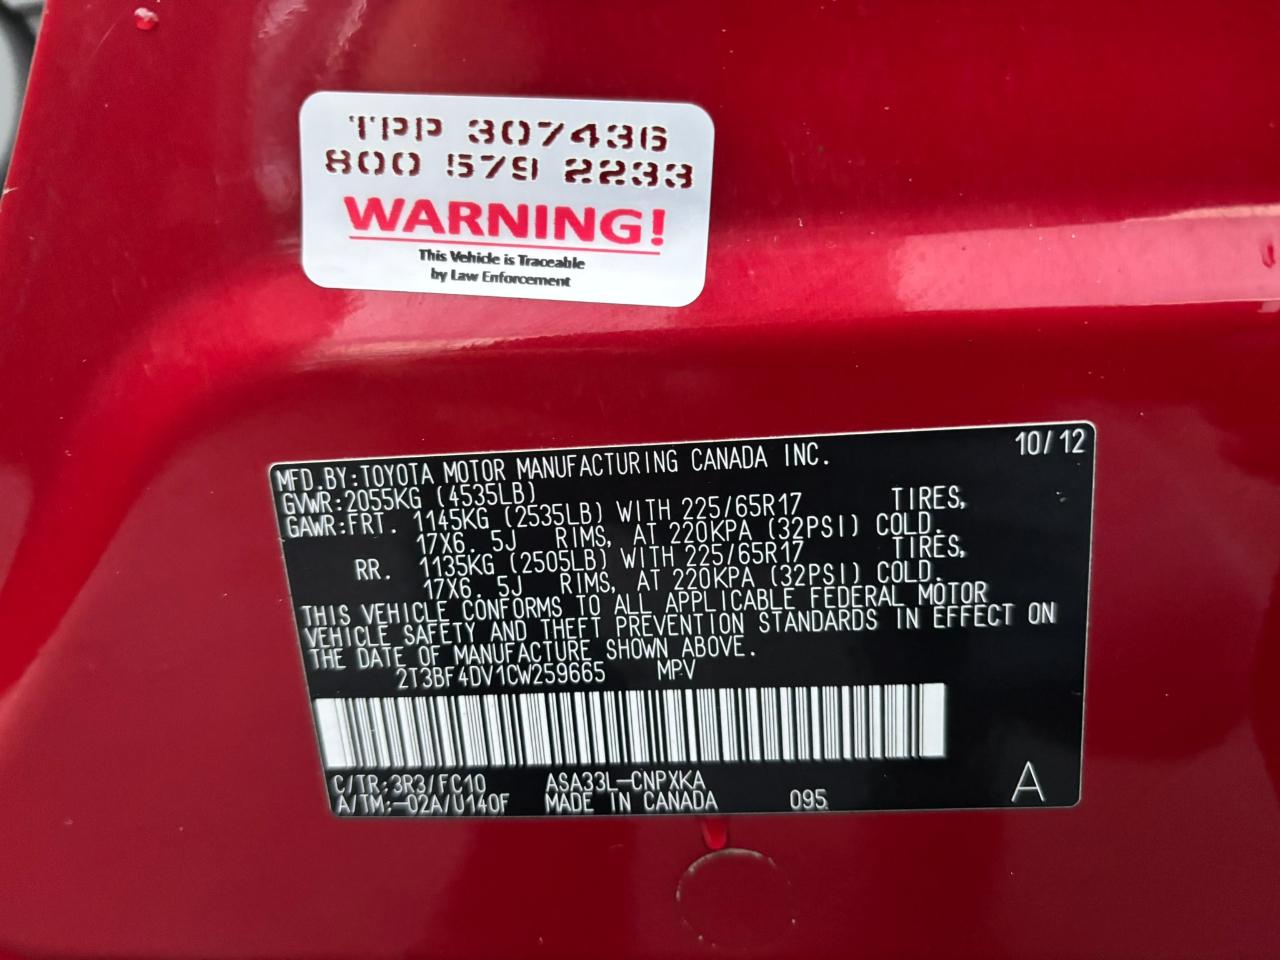 TPP 307436
800 579 2233
WARNING!
This Vehicle is Traceable
by Law Enforcement
MFD.BY:TOYOTA MOTOR MANUFACTURING CANADA INC. 10/12
GVWR:2055KG (4535LB)
GAWR:FRT. 1145KG (2535LB) WITH 225/65R17 TIRES,
17X6.5J RIMS, AT 220KPA (32PSI) COLD.
RR. 1135KG (2505LB) WITH 225/65R17 TIRES,
17X6.5J RIMS, AT 220KPA (32PSI) COLD.
THIS VEHICLE CONFORMS TO ALL APPLICABLE FEDERAL MOTOR
VEHICLE SAFETY AND THEFT PREVENTION STANDARDS IN EFFECT ON
THE DATE OF MANUFACTURE SHOWN ABOVE.
2T3BF4DV1CW259665 MPV
C/TR:3R3/FC10 ASA33L-CNPXKA
A/TM:-02A/U140F MADE IN CANADA 095 A